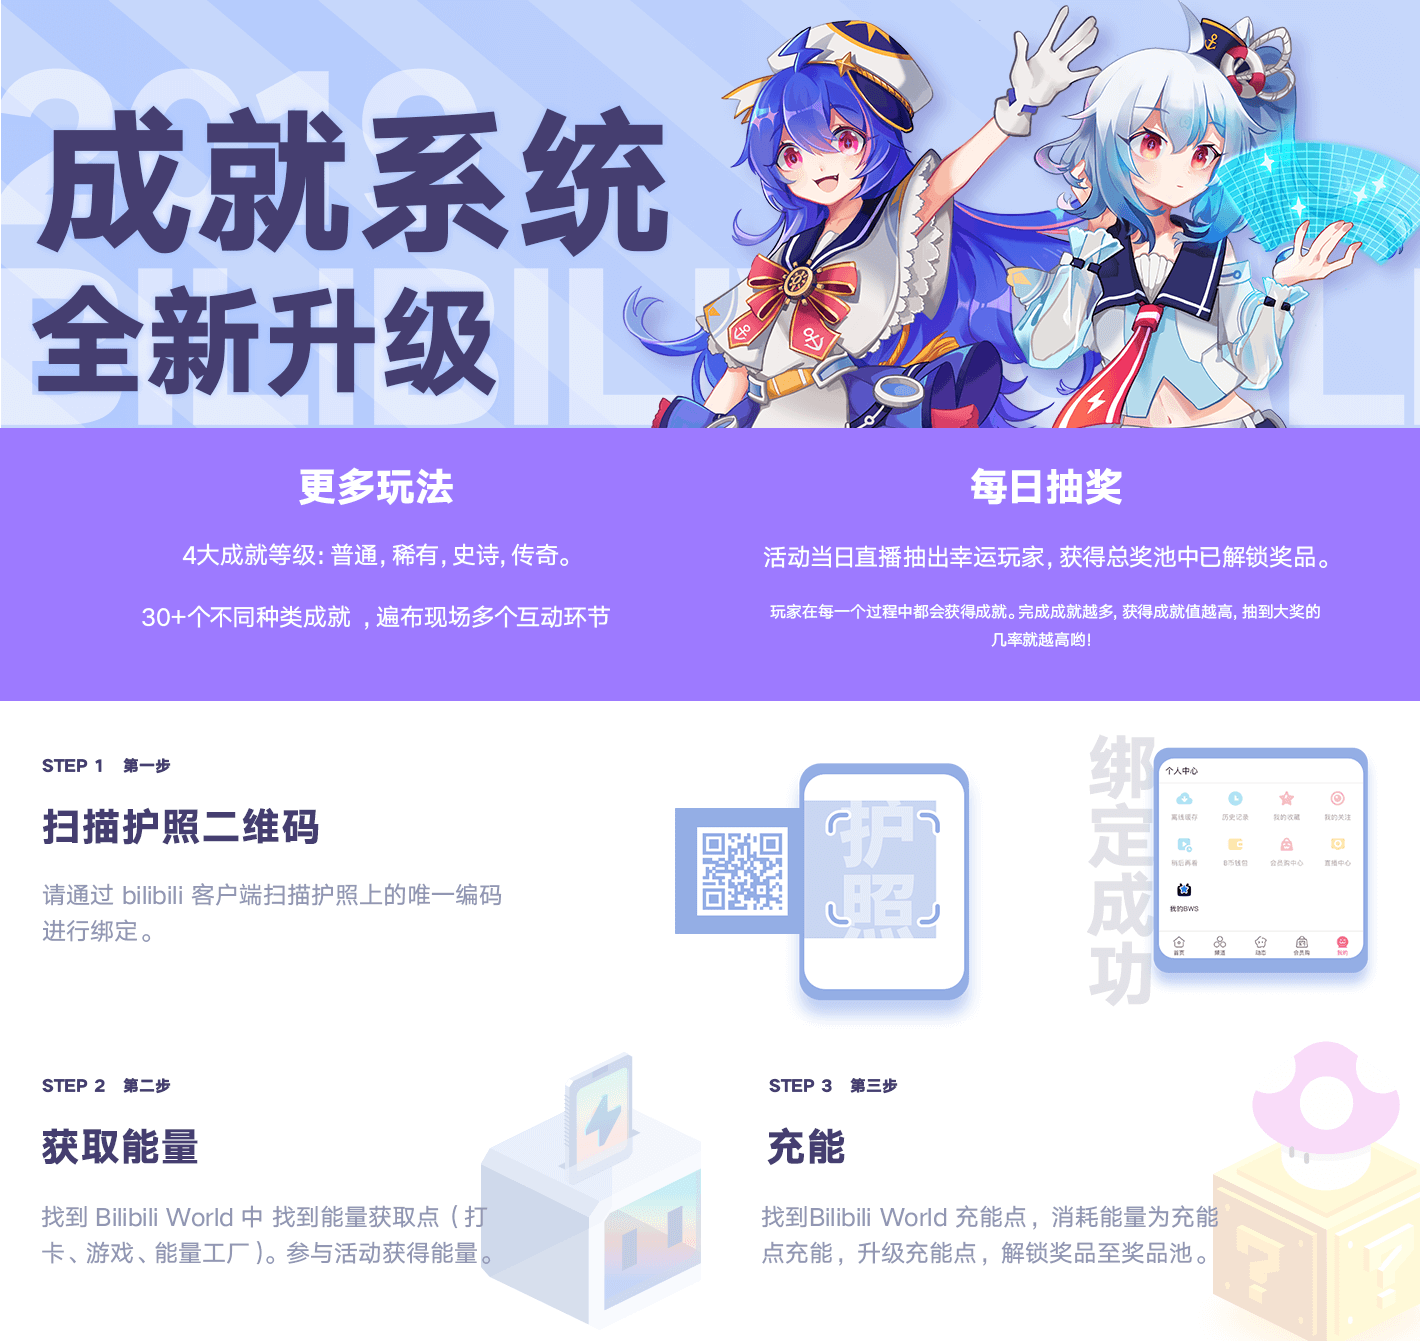 2019
成就系统
BILIBILI
全新升级
更多玩法
4大成就等级：普通，稀有，史诗，传奇。
30+个不同种类成就 ，遍布现场多个互动环节
每日抽奖
活动当日直播抽出幸运玩家，获得总奖池中已解锁奖品。
玩家在每一个过程中都会获得成就。完成成就越多，获得成就值越高，抽到大奖的
几率就越高哟！
STEP 1 第一步
扫描护照二维码
请通过 bilibili 客户端扫描护照上的唯一编码
进行绑定。
护照
绑定成功
个人中心
离线缓存 历史记录 我的收藏 我的关注
稍后再看 B币钱包 会员购中心 直播中心
我的BWS
首页 频道 动态 会员购 我的
STEP 2 第二步
获取能量
找到 Bilibili World 中 找到能量获取点（打
卡、游戏、能量工厂）。参与活动获得能量。
STEP 3 第三步
充能
找到Bilibili World 充能点，消耗能量为充能
点充能，升级充能点，解锁奖品至奖品池。
? ?